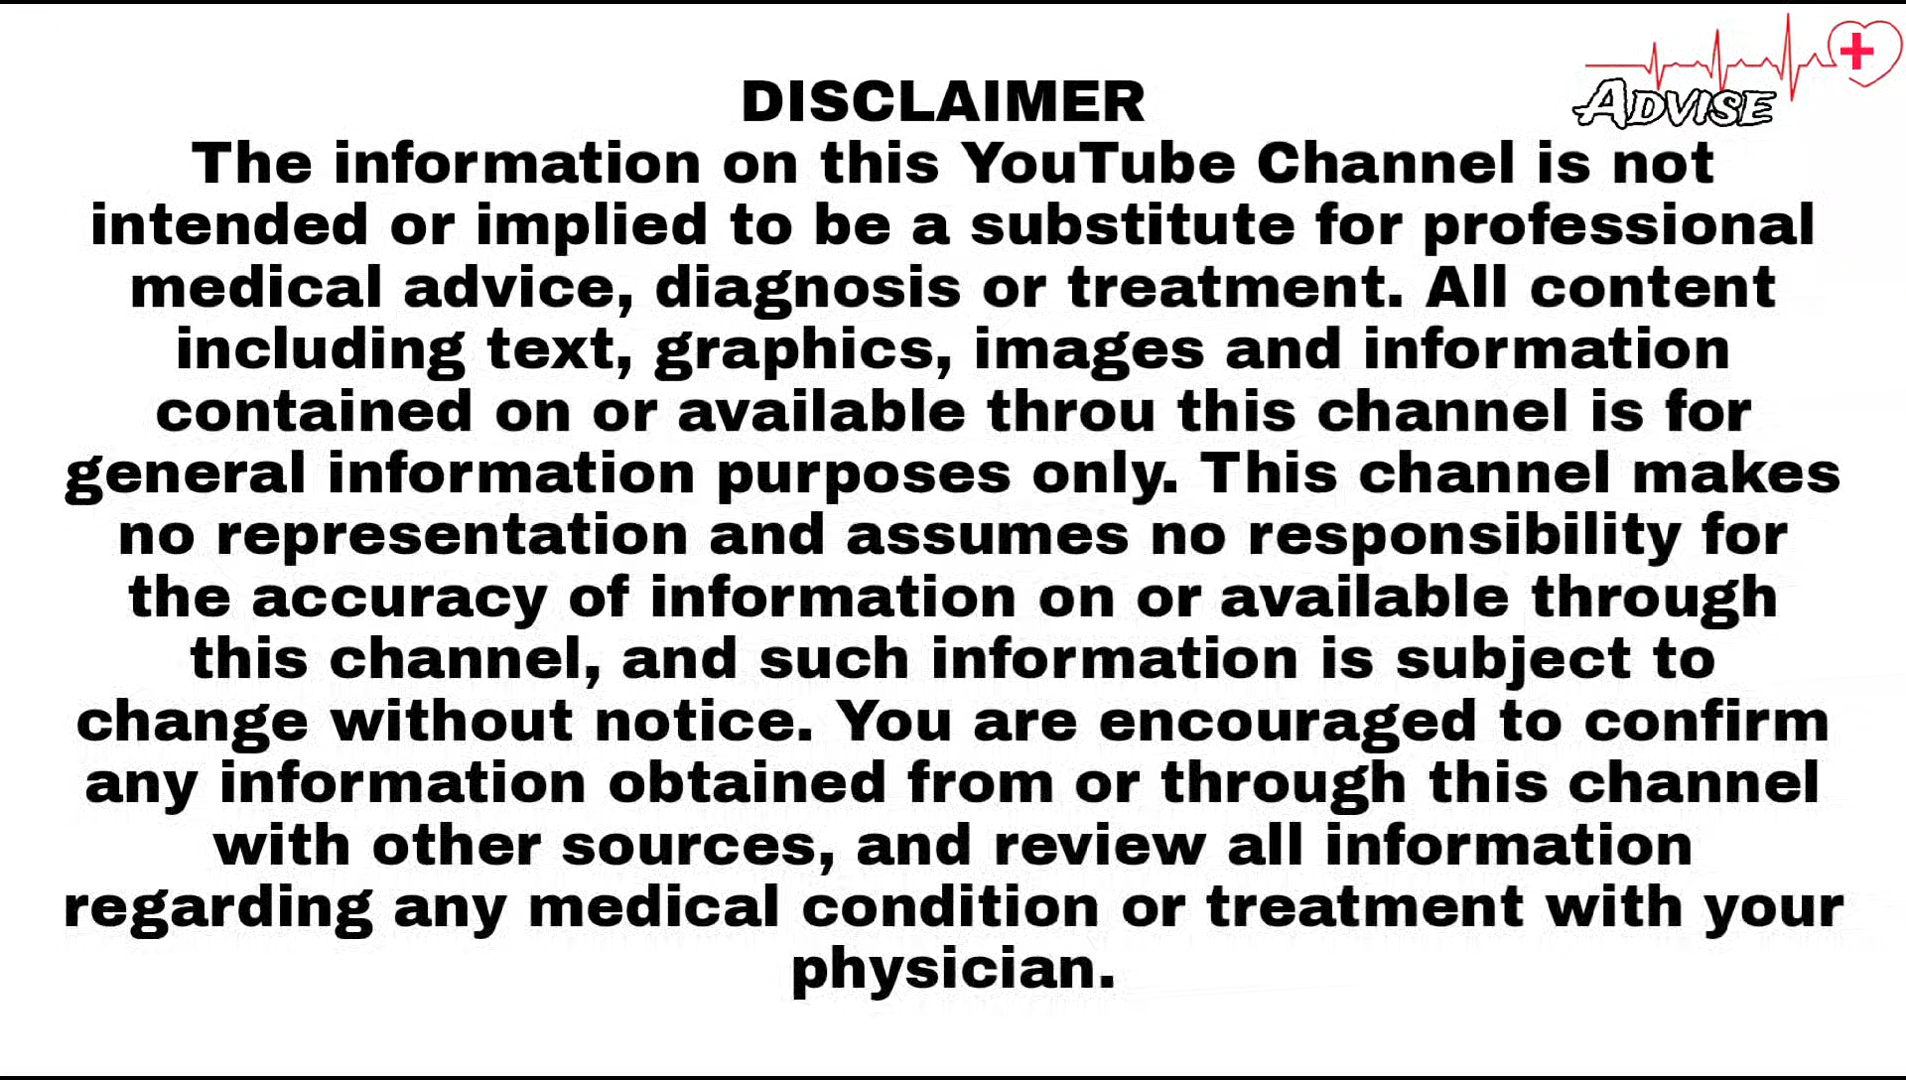 ADVISE
DISCLAIMER
The information on this YouTube Channel is not
intended or implied to be a substitute for professional
medical advice, diagnosis or treatment. All content
including text, graphics, images and information
contained on or available throu this channel is for
general information purposes only. This channel makes
no representation and assumes no responsibility for
the accuracy of information on or available through
this channel, and such information is subject to
change without notice. You are encouraged to confirm
any information obtained from or through this channel
with other sources, and review all information
regarding any medical condition or treatment with your
physician.